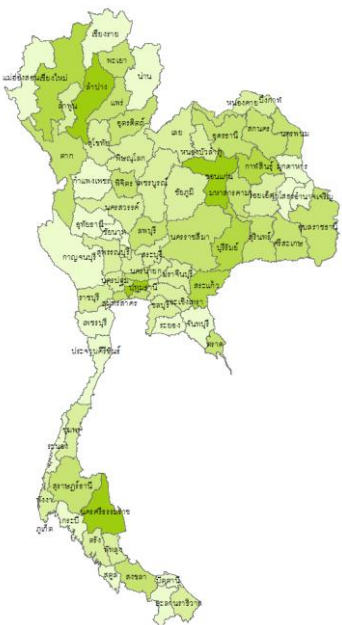 เชียงราย
พะเยา
แม่ฮ่องสอน เชียงใหม่
ลำปาง
น่าน
ลำพูน
แพร่
อุตรดิตถ์
หนองคาย บึงกาฬ
เลย
อุดรธานี
สกลนคร
นครพนม
สุโขทัย
ตาก
พิษณุโลก
หนองบัวลำภู
กาฬสินธุ์
มุกดาหาร
ขอนแก่น
กำแพงเพชร
พิจิตร
เพชรบูรณ์
ชัยภูมิ
มหาสารคาม
ร้อยเอ็ด
ยโสธร
อำนาจเจริญ
นครสวรรค์
อุบลราชธานี
อุทัยธานี
ชัยนาท
ลพบุรี
นครราชสีมา
บุรีรัมย์
สุรินทร์
ศรีสะเกษ
กาญจนบุรี
สุพรรณบุรี
สระบุรี
นครนายก
ปราจีนบุรี
สระแก้ว
นครปฐม
ปทุมธานี
ราชบุรี
สมุทรสาคร
ฉะเชิงเทรา
ชลบุรี
เพชรบุรี
ระยอง
จันทบุรี
ตราด
ประจวบคีรีขันธ์
ชุมพร
ระนอง
สุราษฎร์ธานี
พังงา
นครศรีธรรมราช
กระบี่
ภูเก็ต
ตรัง
พัทลุง
สตูล
สงขลา
ปัตตานี
ยะลา
นราธิวาส